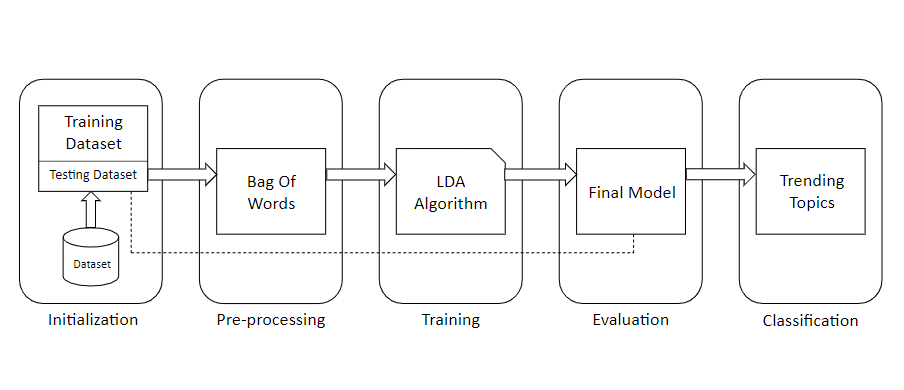 Training
Dataset
Testing Dataset
Dataset
Initialization
Bag Of
Words
Pre-processing
LDA
Algorithm
Training
Final Model
Evaluation
Trending
Topics
Classification